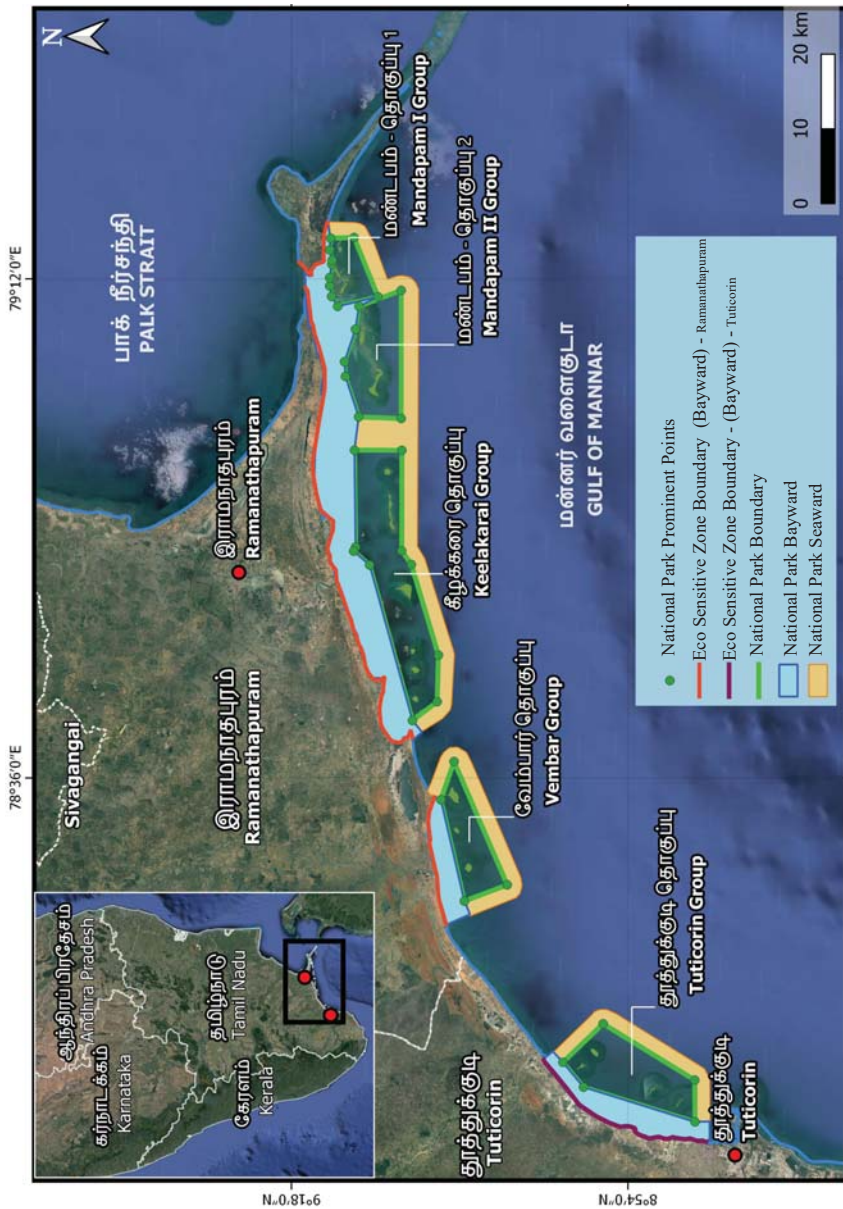 78°36'0"E
79°12'0"E
9°18'0"N
8°54'0"N
N
ஆந்திரப் பிரதேசம்
Andhra Pradesh
கர்நாடக்கம்
Karnataka
தமிழ்நாடு
Tamil Nadu
கேரளம்
Kerala
Sivagangai
பாக் நீர்சந்தி
PALK STRAIT
இராமநாதபுரம்
Ramanathapuram
இராமநாதபுரம்
Ramanathapuram
மண்டபம் - தொகுப்பு 1
Mandapam I Group
மண்டபம் - தொகுப்பு 2
Mandapam II Group
கீழக்கரை தொகுப்பு
Keelakarai Group
வேம்பார் தொகுப்பு
Vembar Group
தூத்துக்குடி
Tuticorin
தூத்துக்குடி தொகுப்பு
Tuticorin Group
தூத்துக்குடி
Tuticorin
மன்னர் வளைகுடா
GULF OF MANNAR
National Park Prominent Points
Eco Sensitive Zone Boundary (Bayward) - Ramanathapuram
Eco Sensitive Zone Boundary - (Bayward) - Tuticorin
National Park Boundary
National Park Bayward
National Park Seaward
0 10 20 km